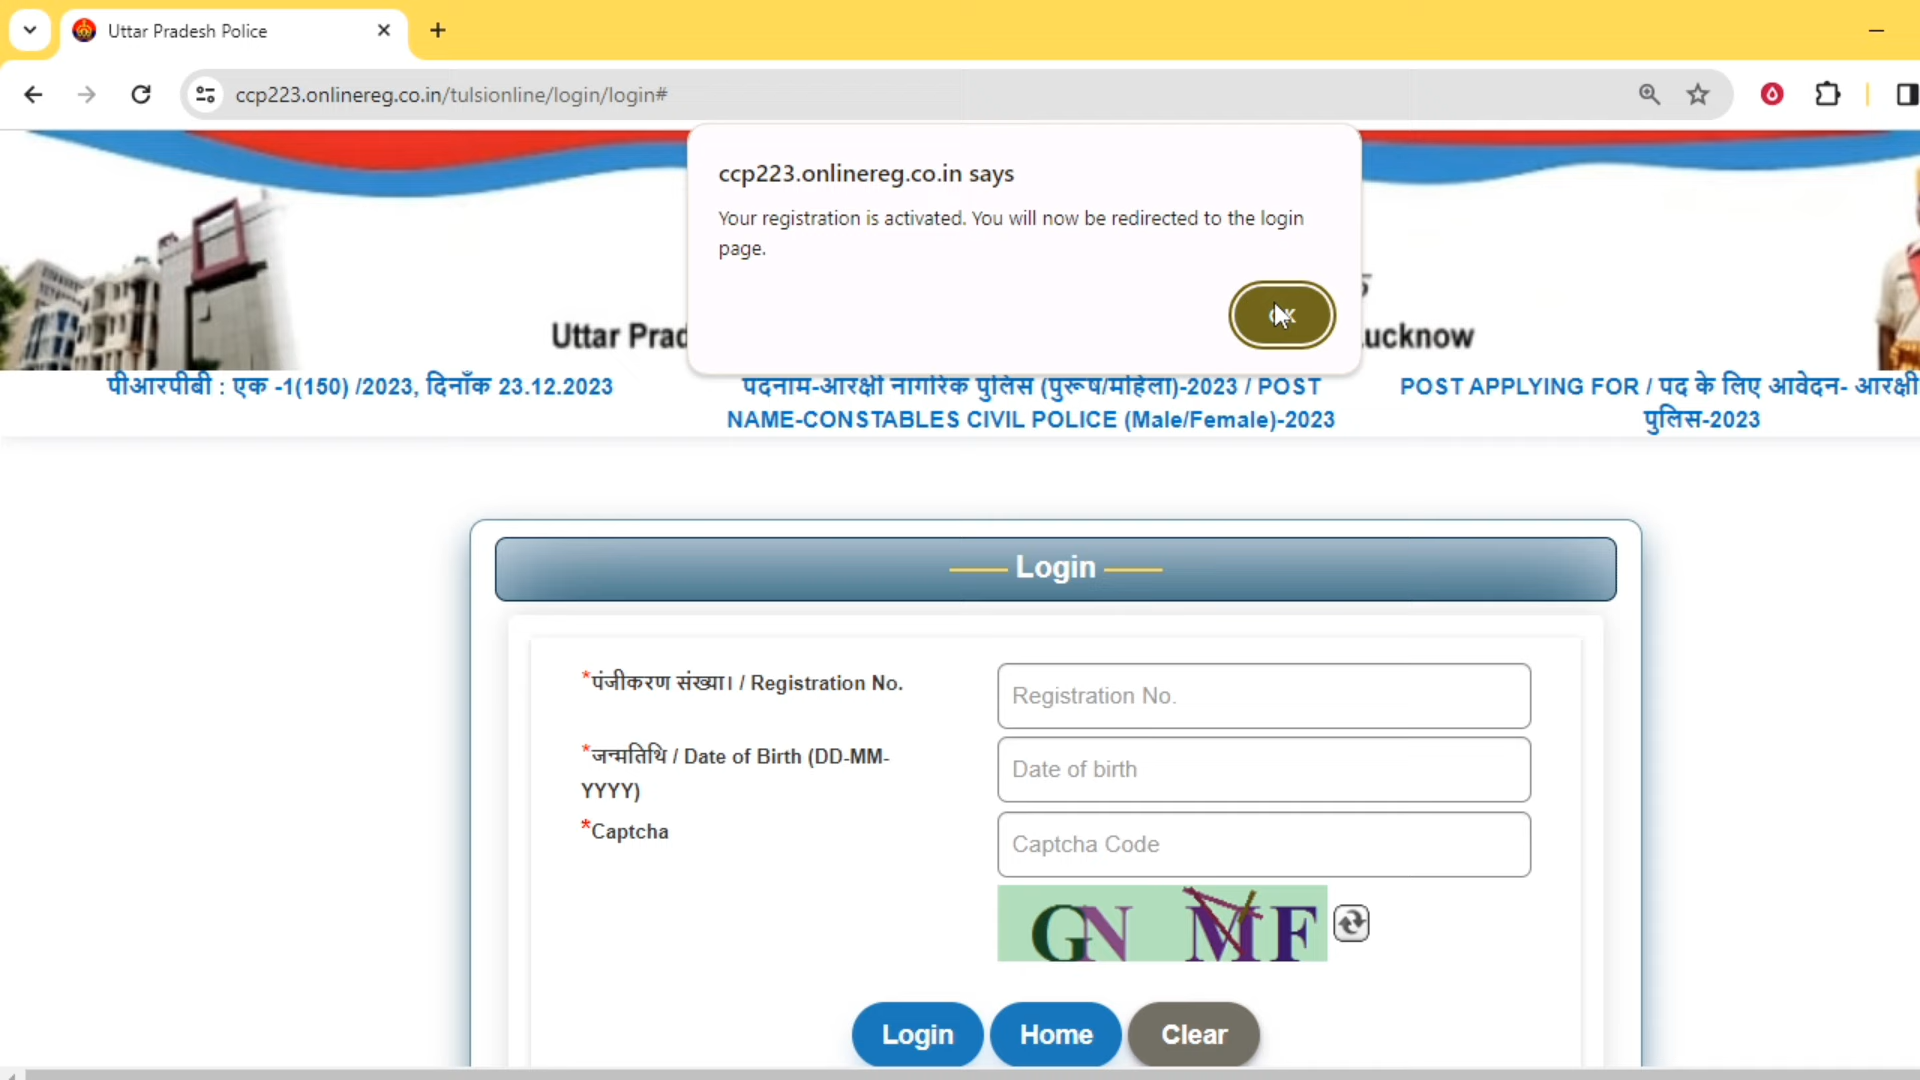 Uttar Pradesh Police
ccp223.onlinereg.co.in/tulsionline/login/login#
ccp223.onlinereg.co.in says
Your registration is activated. You will now be redirected to the login
page.
Uttar Prad
ucknow
पीआरपीबी : एक -1(150) /2023, दिनाँक 23.12.2023
पदनाम-आरक्षी नागरिक पुलिस (पुरूष/महिला)-2023 / POST
NAME-CONSTABLES CIVIL POLICE (Male/Female)-2023
POST APPLYING FOR / पद के लिए आवेदन- आरक्षी
पुलिस-2023
Login
*पंजीकरण संख्या। / Registration No.
Registration No.
*जन्मतिथि / Date of Birth (DD-MM-
YYYY)
Date of birth
*Captcha
Captcha Code
GN MF
Login Home Clear